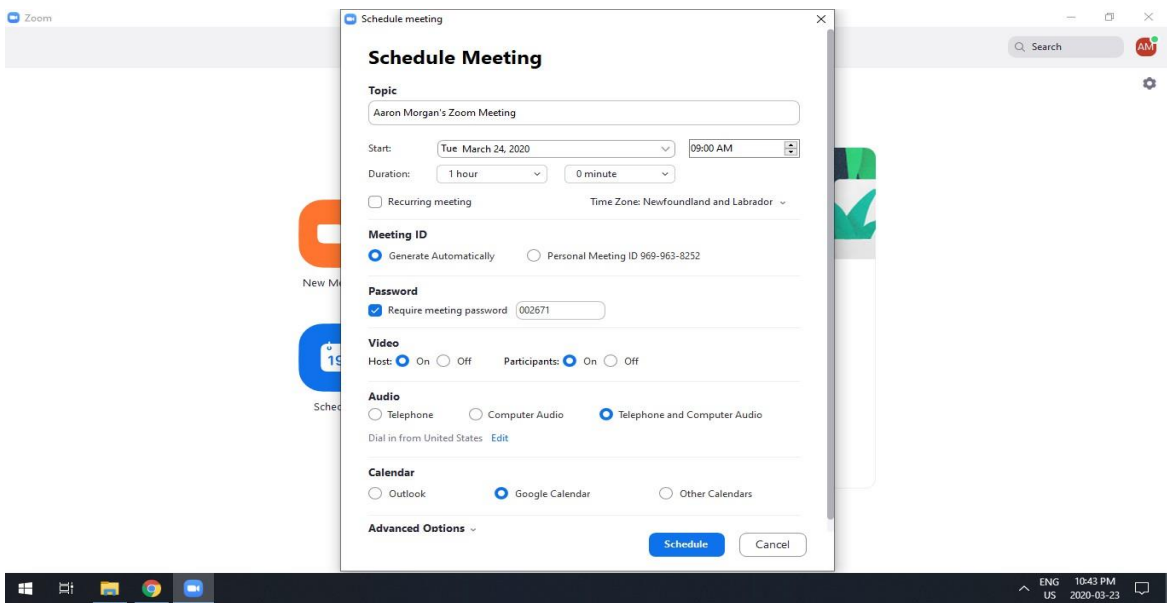 Zoom
Schedule meeting
Search
AM
Schedule Meeting
Topic
Aaron Morgan's Zoom Meeting
Start: Tue March 24, 2020 09:00 AM
Duration: 1 hour 0 minute
Recurring meeting Time Zone: Newfoundland and Labrador
Meeting ID
Generate Automatically Personal Meeting ID 969-963-8252
New Me
Password
Require meeting password 002671
Video
Host: On Off Participants: On Off
19
Audio
Sched
Telephone Computer Audio Telephone and Computer Audio
Dial in from United States Edit
Calendar
Outlook Google Calendar Other Calendars
Advanced Options
Schedule Cancel
ENG 10:43 PM
US 2020-03-23